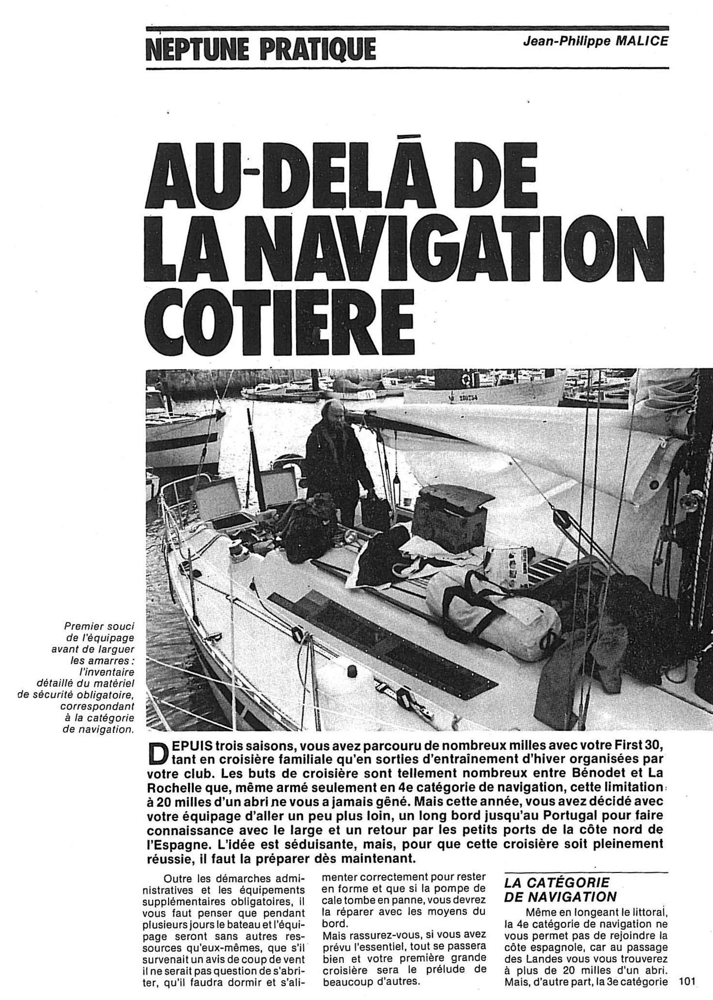 NEPTUNE PRATIQUE
Jean-Philippe MALICE
AU-DELÀ DE
LA NAVIGATION
COTIERE
Premier souci
de l'équipage
avant de larguer
les amarres :
l'inventaire
détaillé du matériel
de sécurité obligatoire,
correspondant
à la catégorie
de navigation.
DEPUIS trois saisons, vous avez parcouru de nombreux milles avec votre First 30,
tant en croisière familiale qu'en sorties d'entraînement d'hiver organisées par
votre club. Les buts de croisière sont tellement nombreux entre Bénodet et La
Rochelle que, même armé seulement en 4e catégorie de navigation, cette limitation
à 20 milles d'un abri ne vous a jamais gêné. Mais cette année, vous avez décidé avec
votre équipage d'aller un peu plus loin, un long bord jusqu'au Portugal pour faire
connaissance avec le large et un retour par les petits ports de la côte nord de
l'Espagne. L'idée est séduisante, mais, pour que cette croisière soit pleinement
réussie, il faut la préparer dès maintenant.
Outre les démarches admi-
nistratives et les équipements
supplémentaires obligatoires, il
vous faut penser que pendant
plusieurs jours le bateau et l'équi-
page seront sans autres res-
sources qu'eux-mêmes, que s'il
survenait un avis de coup de vent
il ne serait pas question de s'abri-
ter, qu'il faudra dormir et s'ali-
menter correctement pour rester
en forme et que si la pompe de
cale tombe en panne, vous devrez
la réparer avec les moyens du
bord.
Mais rassurez-vous, si vous avez
prévu l'essentiel, tout se passera
bien et votre première grande
croisière sera le prélude de
beaucoup d'autres.
LA CATÉGORIE
DE NAVIGATION
Même en longeant le littoral,
la 4e catégorie de navigation ne
vous permet pas de rejoindre la
côte espagnole, car au passage
des Landes vous vous trouverez
à plus de 20 milles d'un abri.
Mais, d'autre part, la 3e catégorie
101